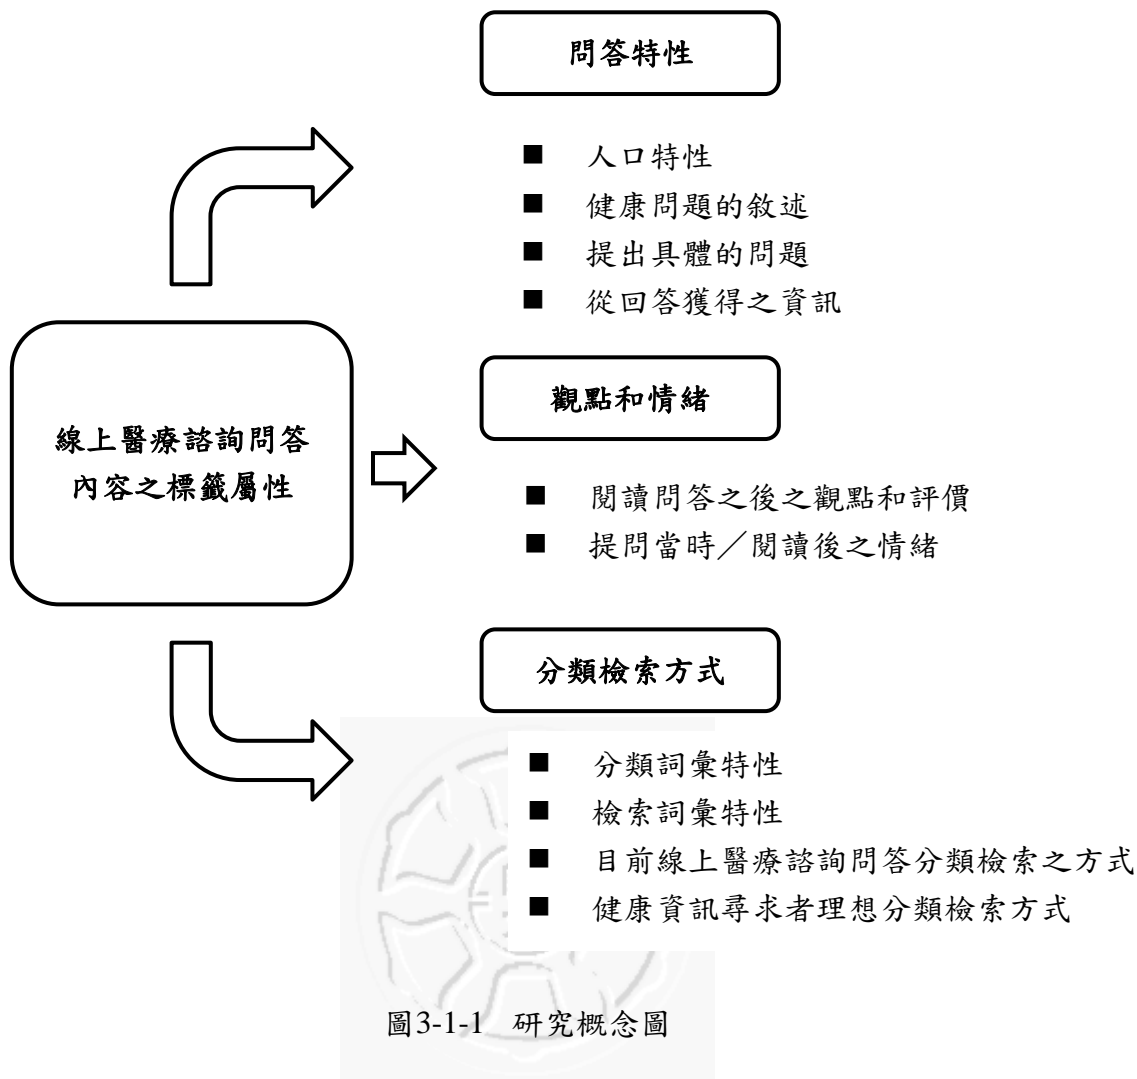 問答特性
■ 人口特性
■ 健康問題的敘述
■ 提出具體的問題
■ 從回答獲得之資訊
線上醫療諮詢問答
內容之標籤屬性
觀點和情緒
■ 閱讀問答之後之觀點和評價
■ 提問當時／閱讀後之情緒
分類檢索方式
■ 分類詞彙特性
■ 檢索詞彙特性
■ 目前線上醫療諮詢問答分類檢索之方式
■ 健康資訊尋求者理想分類檢索方式
圖3-1-1 研究概念圖